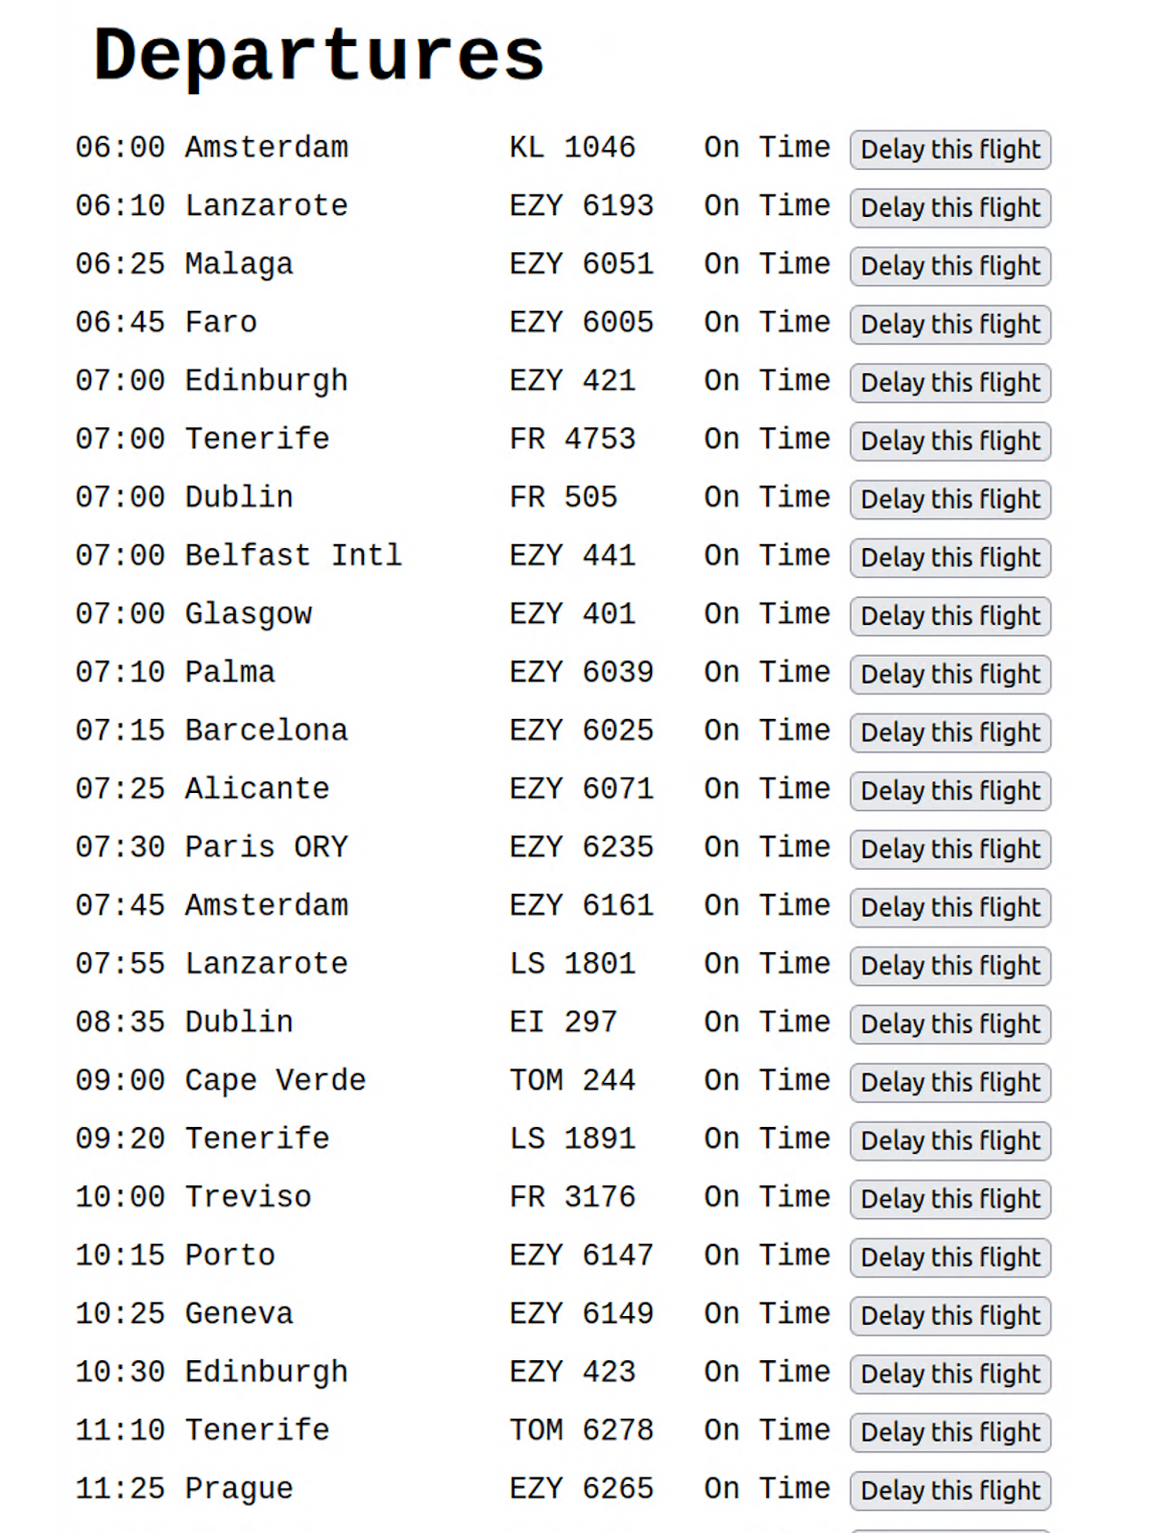 Departures
06:00 Amsterdam KL 1046 On Time Delay this flight
06:10 Lanzarote EZY 6193 On Time Delay this flight
06:25 Malaga EZY 6051 On Time Delay this flight
06:45 Faro EZY 6005 On Time Delay this flight
07:00 Edinburgh EZY 421 On Time Delay this flight
07:00 Tenerife FR 4753 On Time Delay this flight
07:00 Dublin FR 505 On Time Delay this flight
07:00 Belfast Intl EZY 441 On Time Delay this flight
07:00 Glasgow EZY 401 On Time Delay this flight
07:10 Palma EZY 6039 On Time Delay this flight
07:15 Barcelona EZY 6025 On Time Delay this flight
07:25 Alicante EZY 6071 On Time Delay this flight
07:30 Paris ORY EZY 6235 On Time Delay this flight
07:45 Amsterdam EZY 6161 On Time Delay this flight
07:55 Lanzarote LS 1801 On Time Delay this flight
08:35 Dublin EI 297 On Time Delay this flight
09:00 Cape Verde TOM 244 On Time Delay this flight
09:20 Tenerife LS 1891 On Time Delay this flight
10:00 Treviso FR 3176 On Time Delay this flight
10:15 Porto EZY 6147 On Time Delay this flight
10:25 Geneva EZY 6149 On Time Delay this flight
10:30 Edinburgh EZY 423 On Time Delay this flight
11:10 Tenerife TOM 6278 On Time Delay this flight
11:25 Prague EZY 6265 On Time Delay this flight